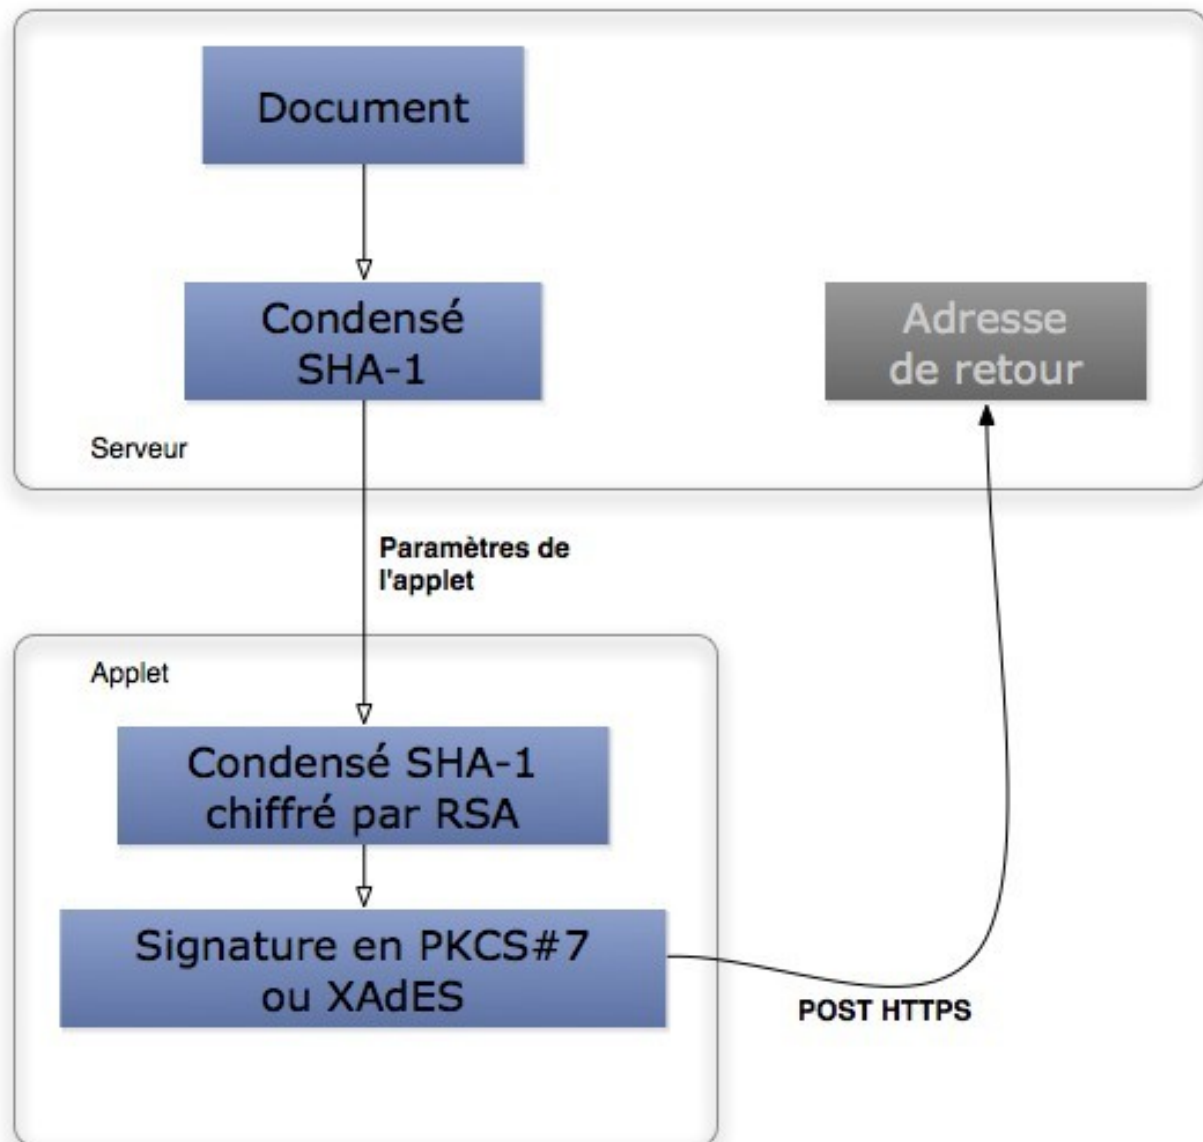 Document
Condensé
SHA-1
Adresse
de retour
Serveur
Paramètres de
l'applet
Applet
Condensé SHA-1
chiffré par RSA
Signature en PKCS#7
ou XAdES
POST HTTPS